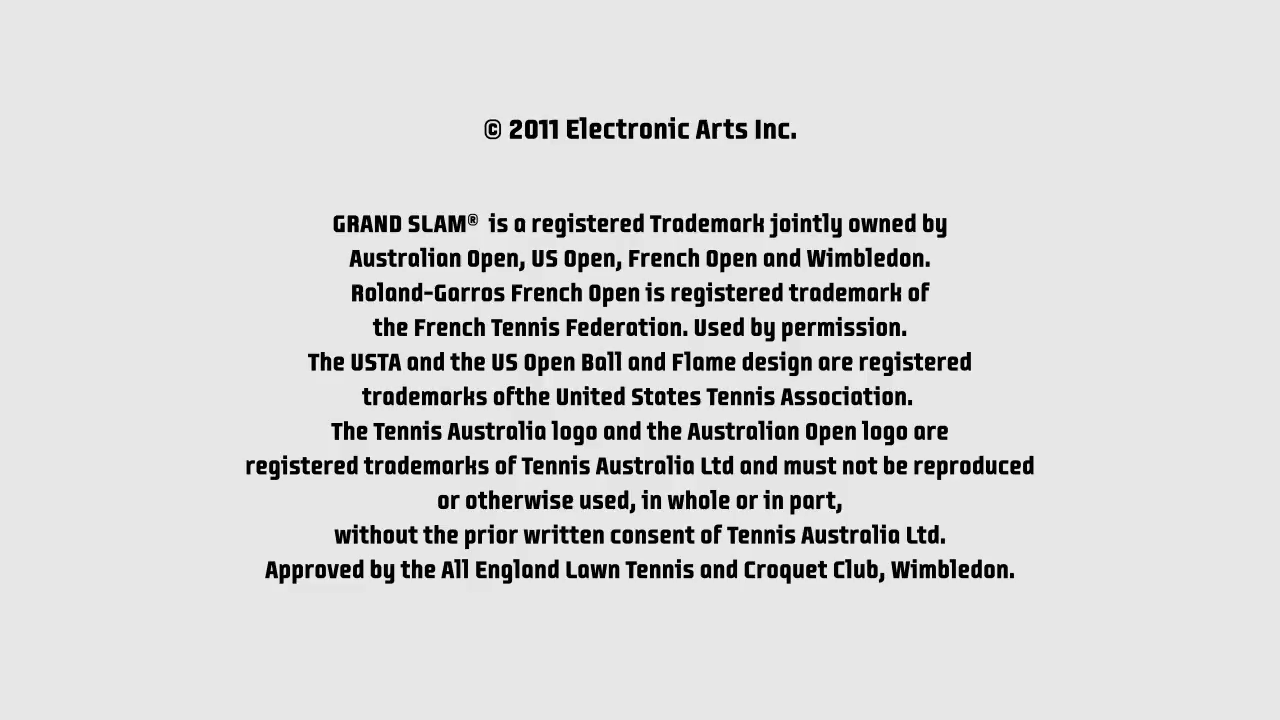 © 2011 Electronic Arts Inc.
GRAND SLAM® is a registered Trademark jointly owned by
Australian Open, US Open, French Open and Wimbledon.
Roland-Garros French Open is registered trademark of
the French Tennis Federation. Used by permission.
The USTA and the US Open Ball and Flame design are registered
trademarks ofthe United States Tennis Association.
The Tennis Australia logo and the Australian Open logo are
registered trademarks of Tennis Australia Ltd and must not be reproduced
or otherwise used, in whole or in part,
without the prior written consent of Tennis Australia Ltd.
Approved by the All England Lawn Tennis and Croquet Club, Wimbledon.